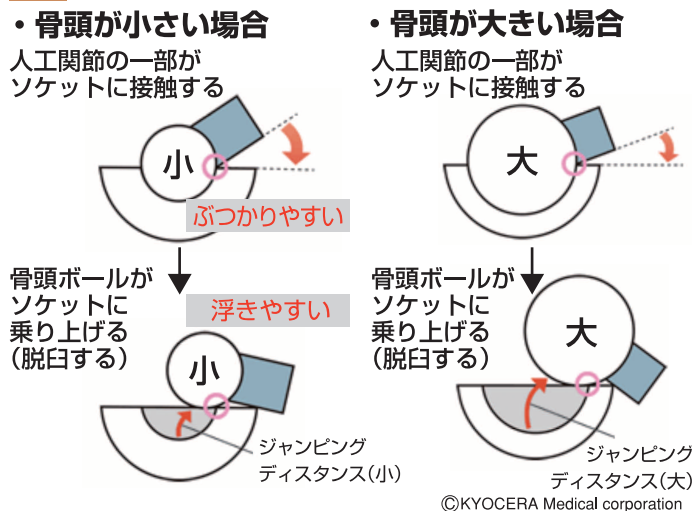 ・骨頭が小さい場合
人工関節の一部が
ソケットに接触する
小
ぶつかりやすい
骨頭ボールが
ソケットに
乗り上げる
(脱臼する)
浮きやすい
小
ジャンピング
ディスタンス(小)
・骨頭が大きい場合
人工関節の一部が
ソケットに接触する
大
骨頭ボールが
ソケットに
乗り上げる
(脱臼する)
大
ジャンピング
ディスタンス(大)
©KYOCERA Medical corporation